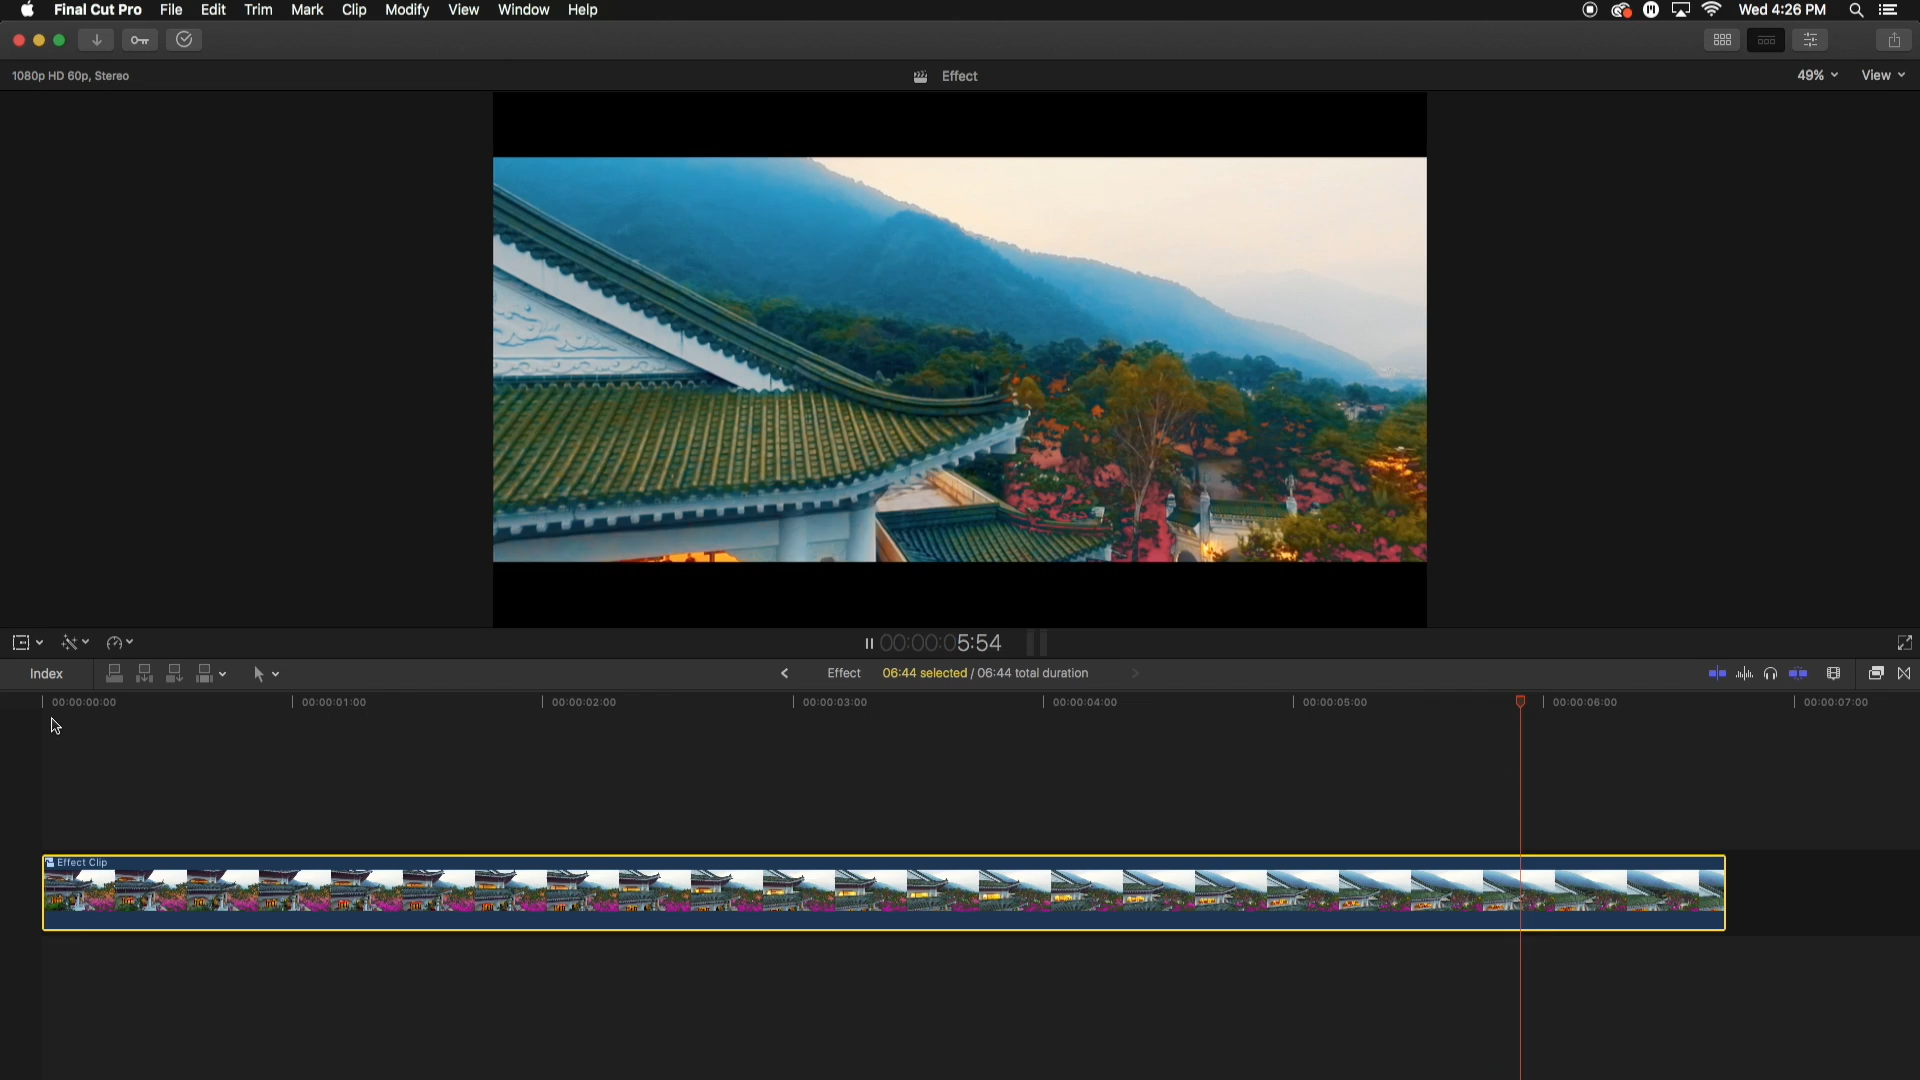 Final Cut Pro File Edit Trim Mark Clip Modify View Window Help Wed 4:26 PM
1080p HD 60p, Stereo Effect 49% View
00:00:05:54
Index Effect 06:44 selected / 06:44 total duration
00:00:00:00 00:00:01:00 00:00:02:00 00:00:03:00 00:00:04:00 00:00:05:00 00:00:06:00 00:00:07:00
Effect Clip